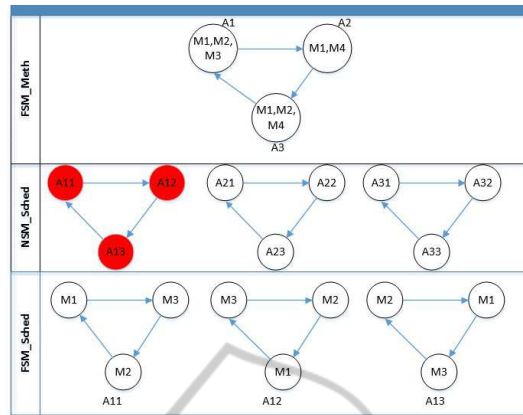 FSM_Meth
A1
A2
M1,M2,
M3
M1,M4
M1,M2,
M4
A3
NSM_Sched
A11
A12
A13
A21
A22
A23
A31
A32
A33
FSM_Sched
M1
M3
M2
A11
M3
M2
M1
A12
M2
M1
M3
A13